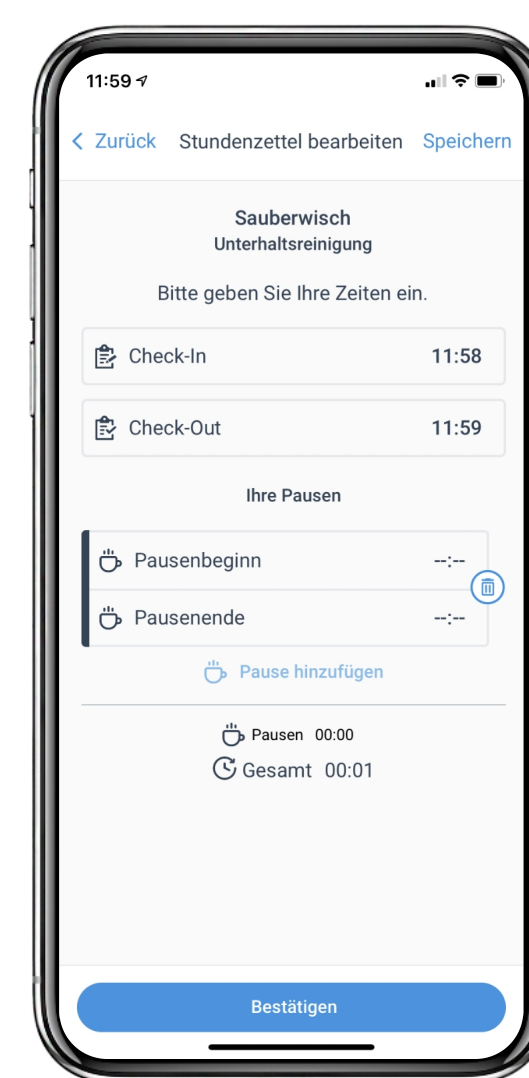 11:59
Zurück Stundenzettel bearbeiten Speichern
Sauberwisch
Unterhaltsreinigung
Bitte geben Sie Ihre Zeiten ein.
Check-In 11:58
Check-Out 11:59
Ihre Pausen
Pausenbeginn --:--
Pausenende --:--
Pause hinzufügen
Pausen 00:00
Gesamt 00:01
Bestätigen